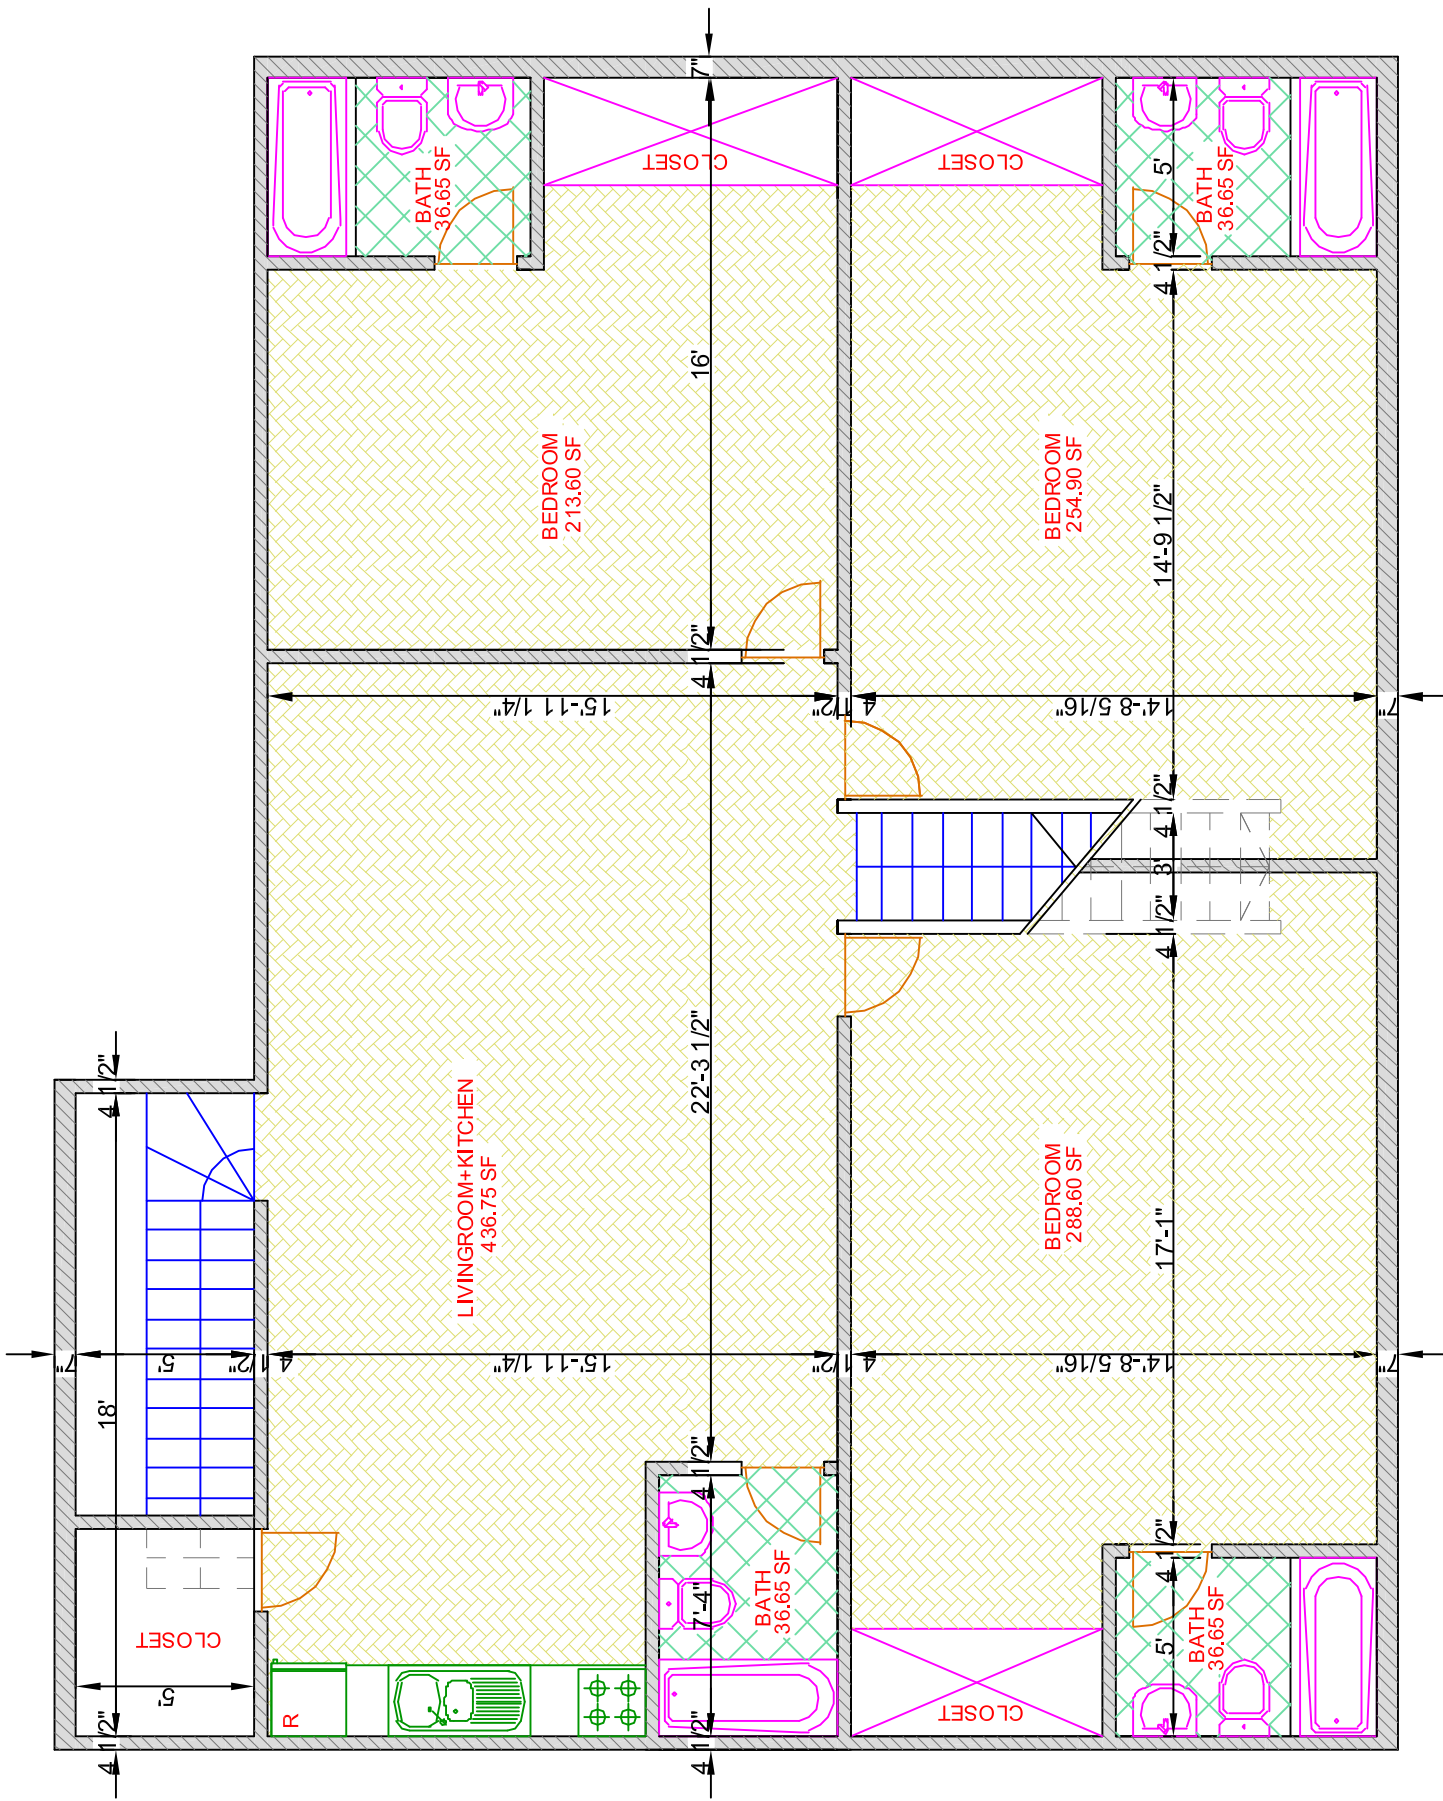 7"
BATH
36.65 SF
CLOSET
CLOSET
BATH
36.65 SF
5'
4 1/2"
16'
BEDROOM
213.60 SF
BEDROOM
254.90 SF
14'-9 1/2"
4 1/2"
15'-11 1/4"
4 1/2"
14'-8 5/16"
7"
4 1/2"
3'
4 1/2"
4 1/2"
22'-3 1/2"
LIVINGROOM+KITCHEN
436.75 SF
BEDROOM
288.60 SF
17'-1"
7"
5'
4 1/2"
15'-11 1/4"
4 1/2"
14'-8 5/16"
7"
18'
4 1/2"
4 1/2"
7'-4"
BATH
36.65 SF
BATH
36.65 SF
5'
CLOSET
5'
R
CLOSET
4 1/2"
4 1/2"